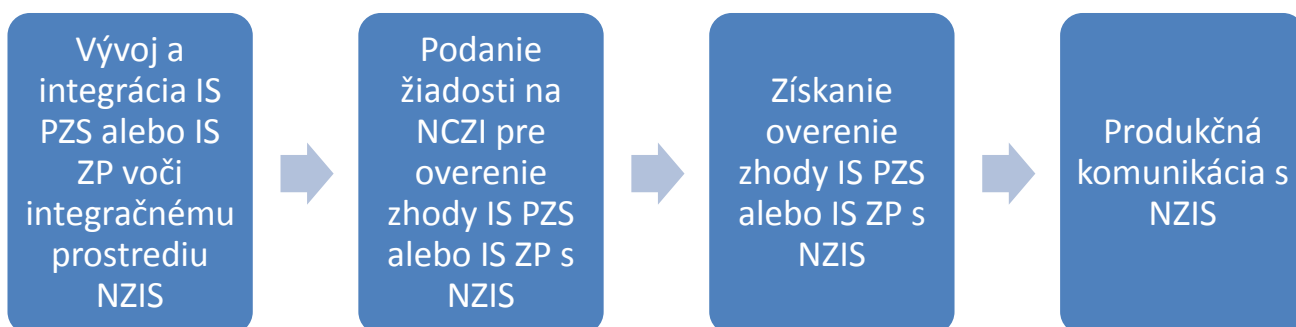 Vývoj a
integrácia IS
PZS alebo IS
ZP voči
integračnému
prostrediu
NZIS
Podanie
žiadosti na
NCZI pre
overenie
zhody IS PZS
alebo IS ZP s
NZIS
Získanie
overenie
zhody IS PZS
alebo IS ZP s
NZIS
Produkčná
komunikácia s
NZIS